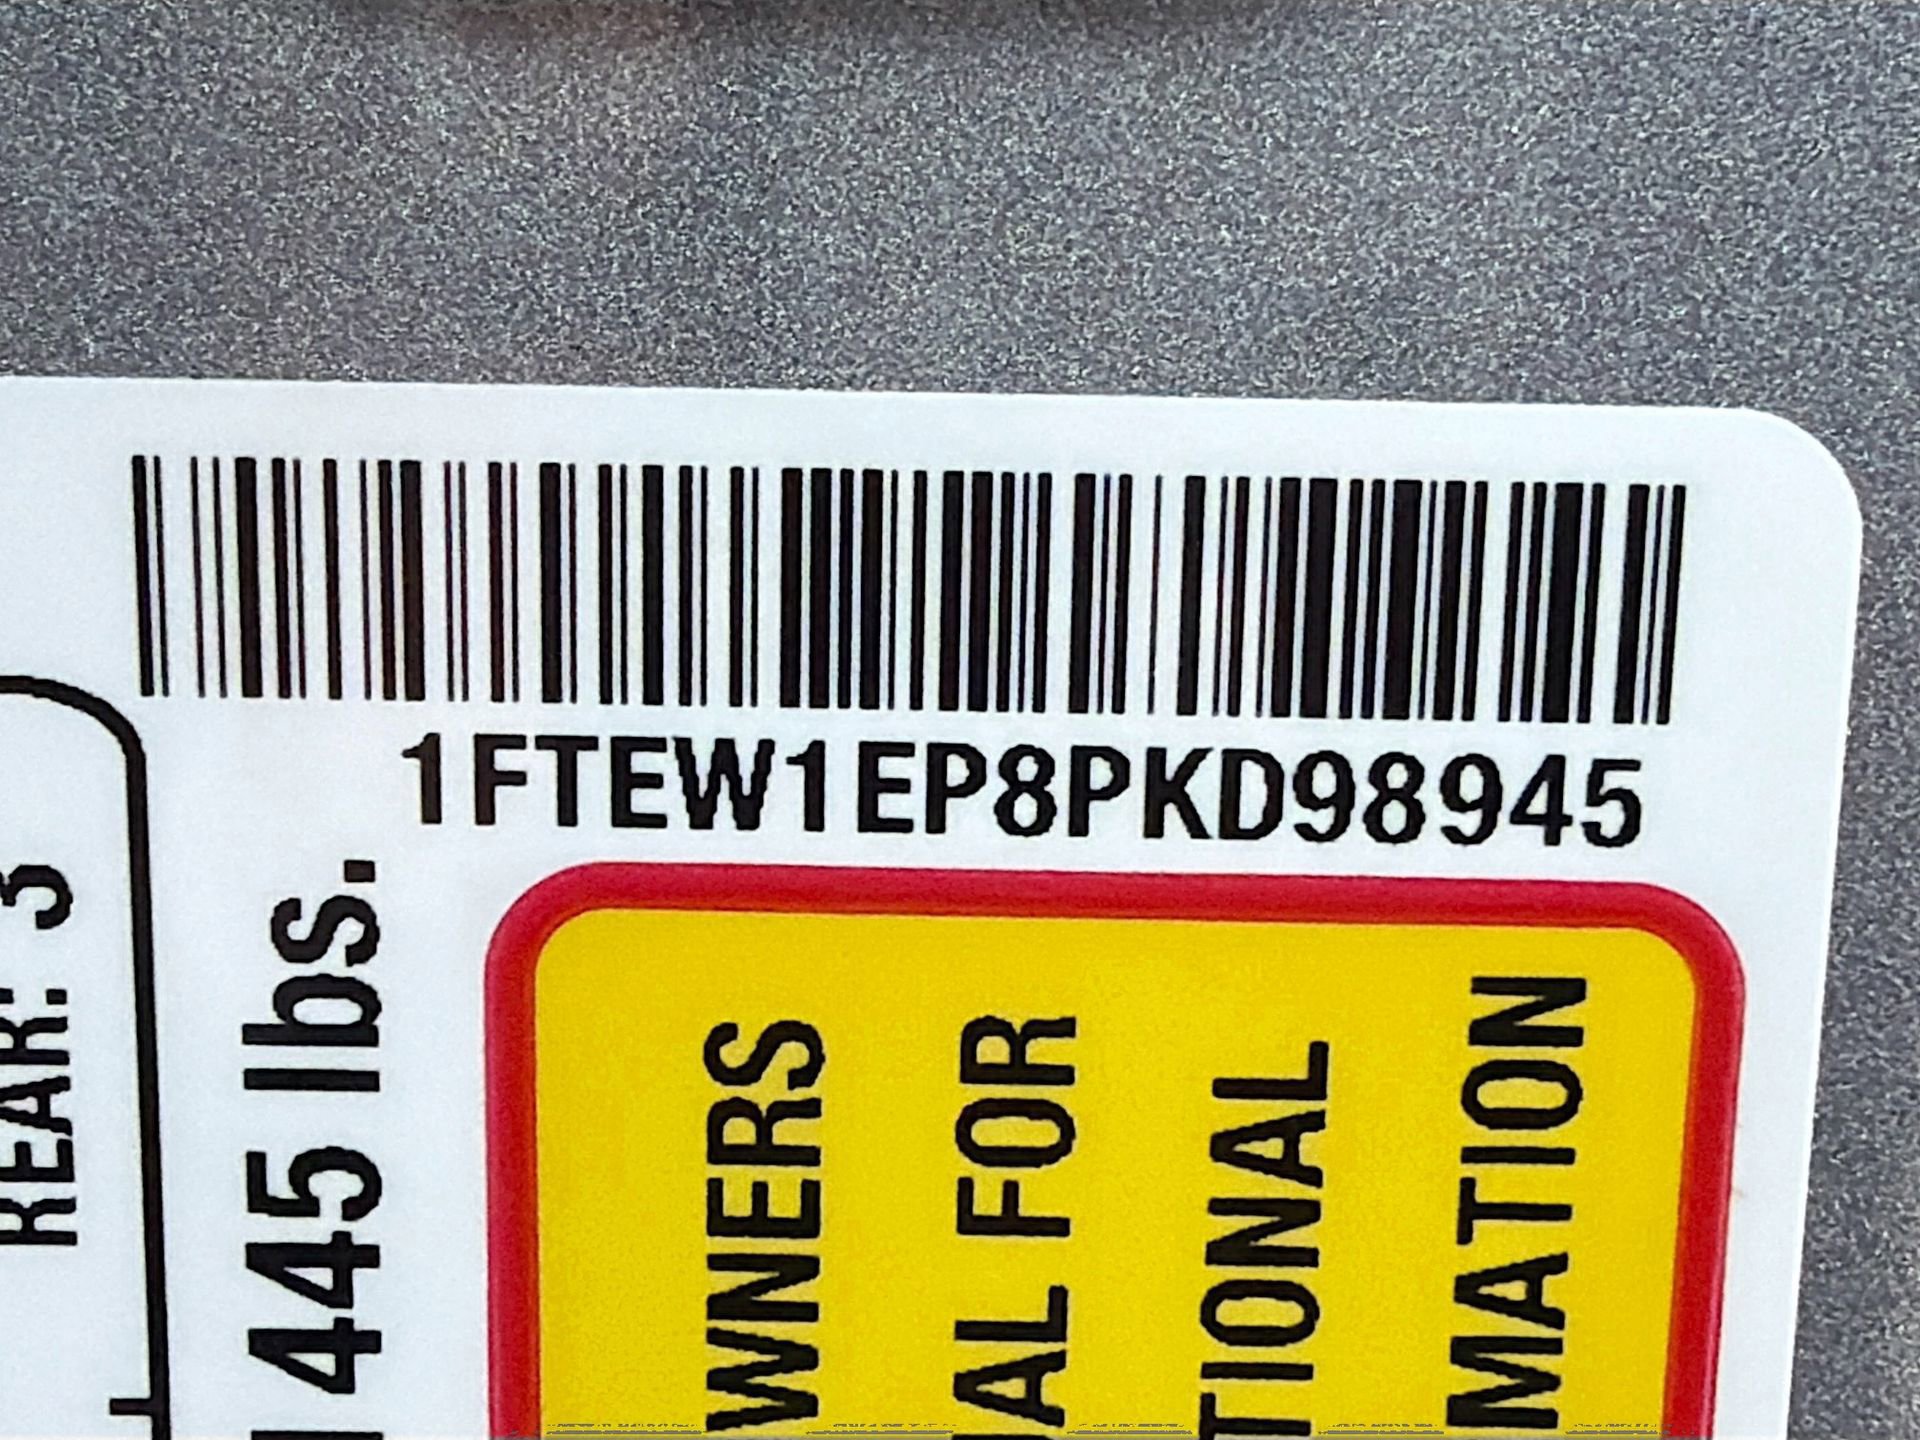 1FTEW1EP8PKD98945
REAR: 3
445 lbs.
WNERS
AL FOR
TIONAL
MATION